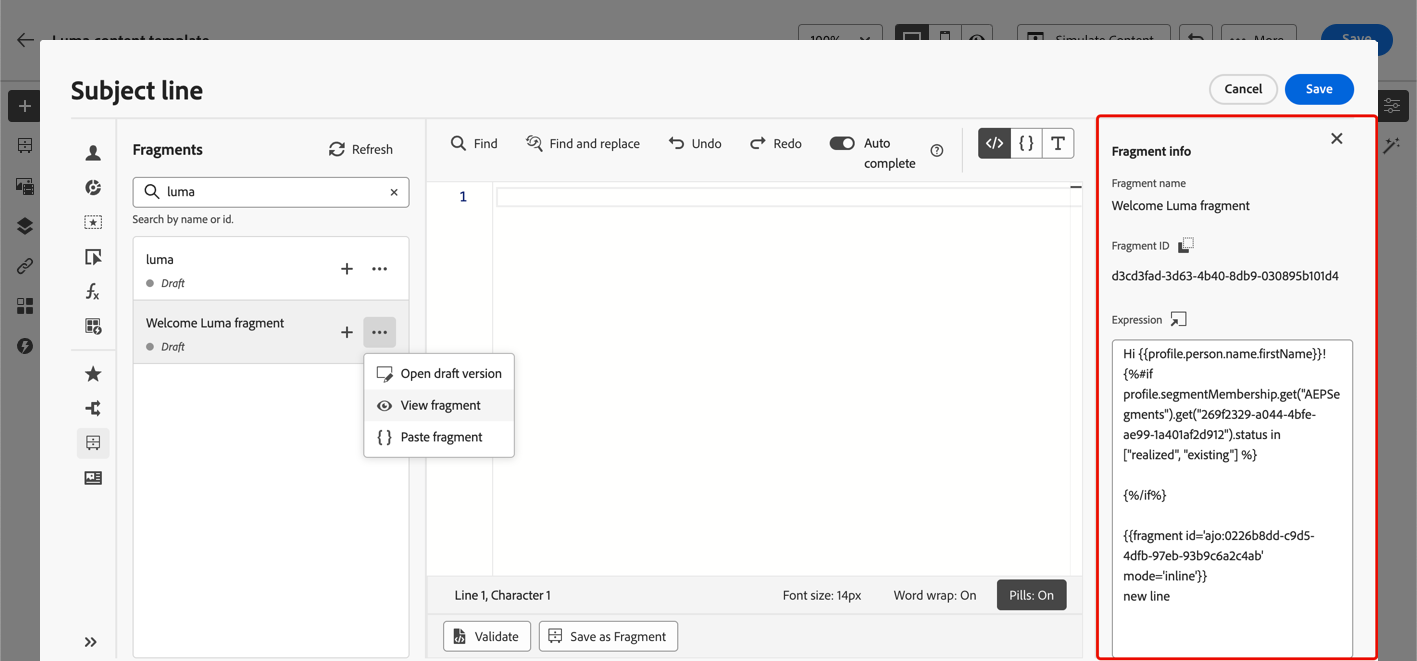 Luma content template
100%
Simulate Content
More
Save
Subject line
Cancel
Save
Fragments
Refresh
luma
Search by name or id.
luma
Draft
Welcome Luma fragment
Draft
Open draft version
View fragment
Paste fragment
Find
Find and replace
Undo
Redo
Auto
complete
1
Line 1, Character 1
Font size: 14px
Word wrap: On
Pills: On
Validate
Save as Fragment
Fragment info
Fragment name
Welcome Luma fragment
Fragment ID
d3cd3fad-3d63-4b40-8db9-030895b101d4
Expression
Hi {{profile.person.name.firstName}}!
{%#if
profile.segmentMembership.get("AEPSe
gments").get("269f2329-a044-4bfe-
ae99-1a401af2d912").status in
["realized", "existing"] %}
{%/if%}
{{fragment id='ajo:0226b8dd-c9d5-
4dfb-97eb-93b9c6a2c4ab'
mode='inline'}}
new line